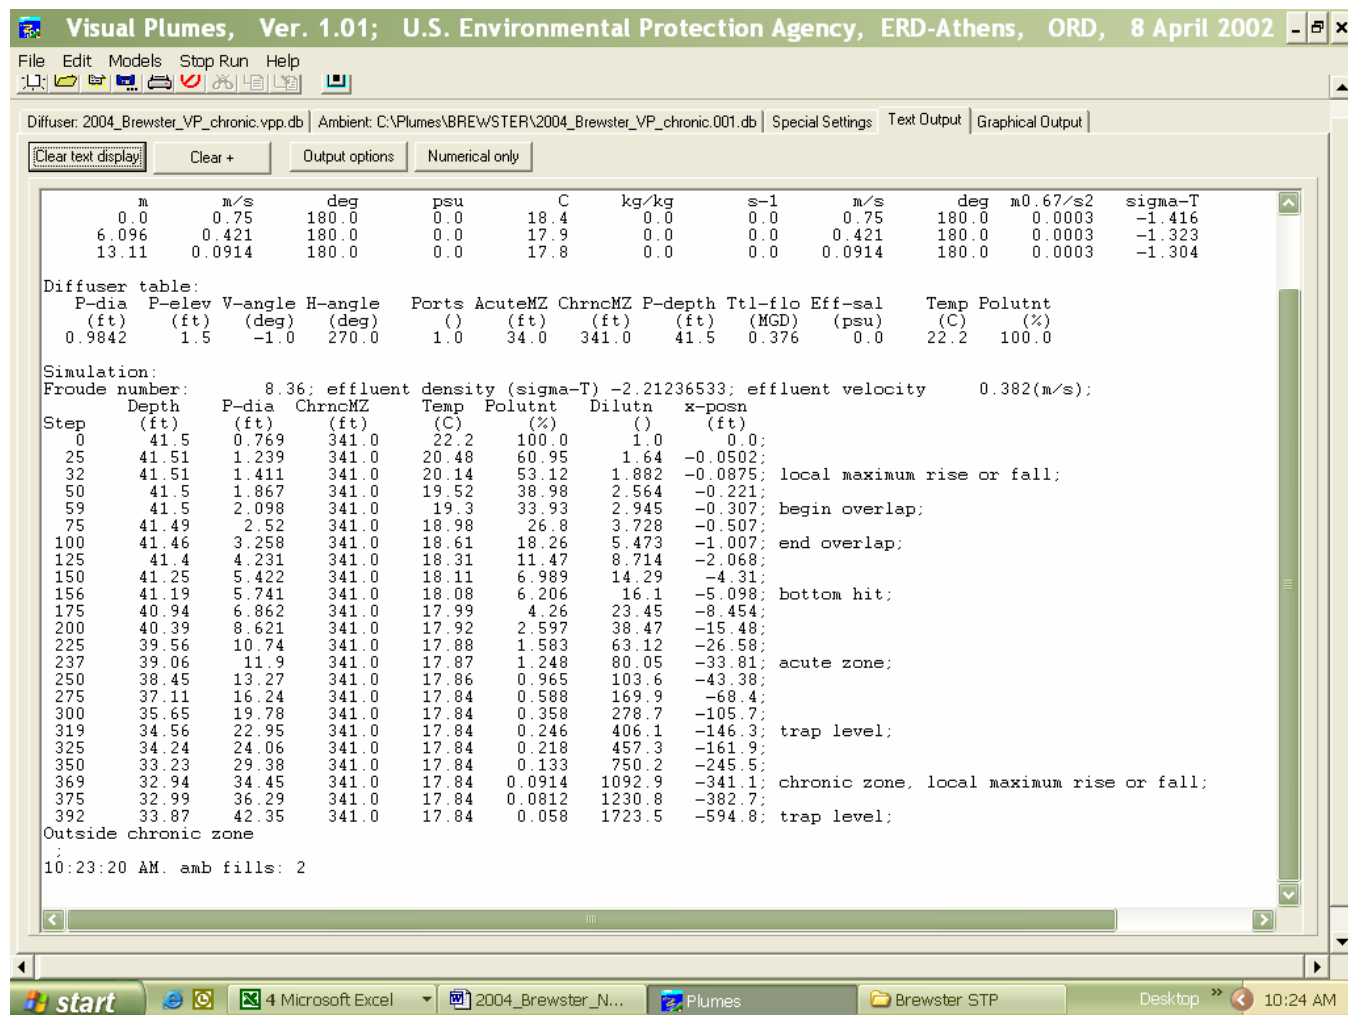 Visual Plumes, Ver. 1.01; U.S. Environmental Protection Agency, ERD-Athens, ORD, 8 April 2002
File Edit Models Stop Run Help
Diffuser: 2004_Brewster_VP_chronic.vpp.db Ambient: C:\Plumes\BREWSTER\2004_Brewster_VP_chronic.001.db Special Settings Text Output Graphical Output
Clear text display Clear + Output options Numerical only
m m/s deg psu C kg/kg s-1 m/s deg m0.67/s2 sigma-T
0.0 0.75 180.0 0.0 18.4 0.0 0.0 0.75 180.0 0.0003 -1.416
6.096 0.421 180.0 0.0 17.9 0.0 0.0 0.421 180.0 0.0003 -1.323
13.11 0.0914 180.0 0.0 17.8 0.0 0.0 0.0914 180.0 0.0003 -1.304
Diffuser table:
P-dia P-elev V-angle H-angle Ports AcuteMZ ChrncMZ P-depth Ttl-flo Eff-sal Temp Polutnt
(ft) (ft) (deg) (deg) () (ft) (ft) (ft) (MGD) (psu) (C) (%)
0.9842 1.5 -1.0 270.0 1.0 34.0 341.0 41.5 0.376 0.0 22.2 100.0
Simulation:
Froude number: 8.36; effluent density (sigma-T) -2.21236533; effluent velocity 0.382(m/s);
Depth P-dia ChrncMZ Temp Polutnt Dilutn x-posn
Step (ft) (ft) (ft) (C) (%) () (ft)
0 41.5 0.769 341.0 22.2 100.0 1.0 0.0;
25 41.51 1.239 341.0 20.48 60.95 1.64 -0.0502;
32 41.51 1.411 341.0 20.14 53.12 1.882 -0.0875; local maximum rise or fall;
50 41.5 1.867 341.0 19.52 38.98 2.564 -0.221;
59 41.5 2.098 341.0 19.3 33.93 2.945 -0.307; begin overlap;
75 41.49 2.52 341.0 18.98 26.8 3.728 -0.507;
100 41.46 3.258 341.0 18.61 18.26 5.473 -1.007; end overlap;
125 41.4 4.231 341.0 18.31 11.47 8.714 -2.068;
150 41.25 5.422 341.0 18.11 6.989 14.29 -4.31;
156 41.19 5.741 341.0 18.08 6.206 16.1 -5.098; bottom hit;
175 40.94 6.862 341.0 17.99 4.26 23.45 -8.454;
200 40.39 8.621 341.0 17.92 2.597 38.47 -15.48;
225 39.56 10.74 341.0 17.88 1.583 63.12 -26.58;
237 39.06 11.9 341.0 17.87 1.248 80.05 -33.81; acute zone;
250 38.45 13.27 341.0 17.86 0.965 103.6 -43.38;
275 37.11 16.24 341.0 17.84 0.588 169.9 -68.4;
300 35.65 19.78 341.0 17.84 0.358 278.7 -105.7;
319 34.56 22.95 341.0 17.84 0.246 406.1 -146.3; trap level;
325 34.24 24.06 341.0 17.84 0.218 457.3 -161.9;
350 33.23 29.38 341.0 17.84 0.133 750.2 -245.5;
369 32.94 34.45 341.0 17.84 0.0914 1092.9 -341.1; chronic zone, local maximum rise or fall;
375 32.99 36.29 341.0 17.84 0.0812 1230.8 -382.7;
392 33.87 42.35 341.0 17.84 0.058 1723.5 -594.8; trap level;
Outside chronic zone
;
10:23:20 AM. amb fills: 2
start 4 Microsoft Excel 2004_Brewster_N... Plumes Brewster STP Desktop » 10:24 AM